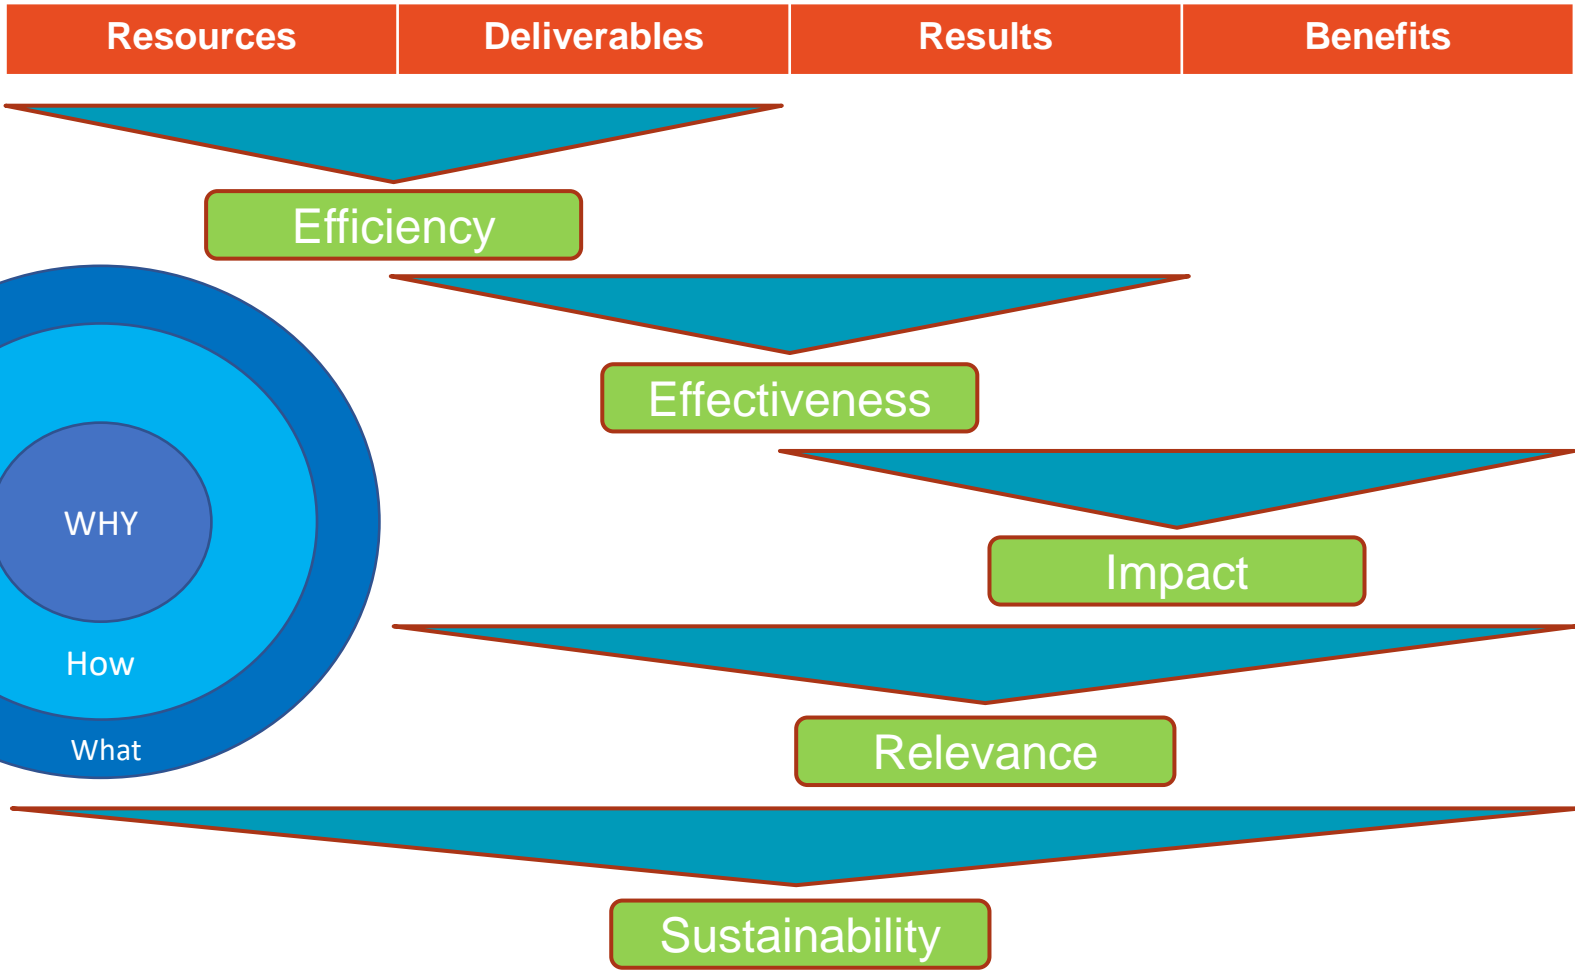 Resources Deliverables Results Benefits
Efficiency
Effectiveness
WHY
Impact
How
What
Relevance
Sustainability